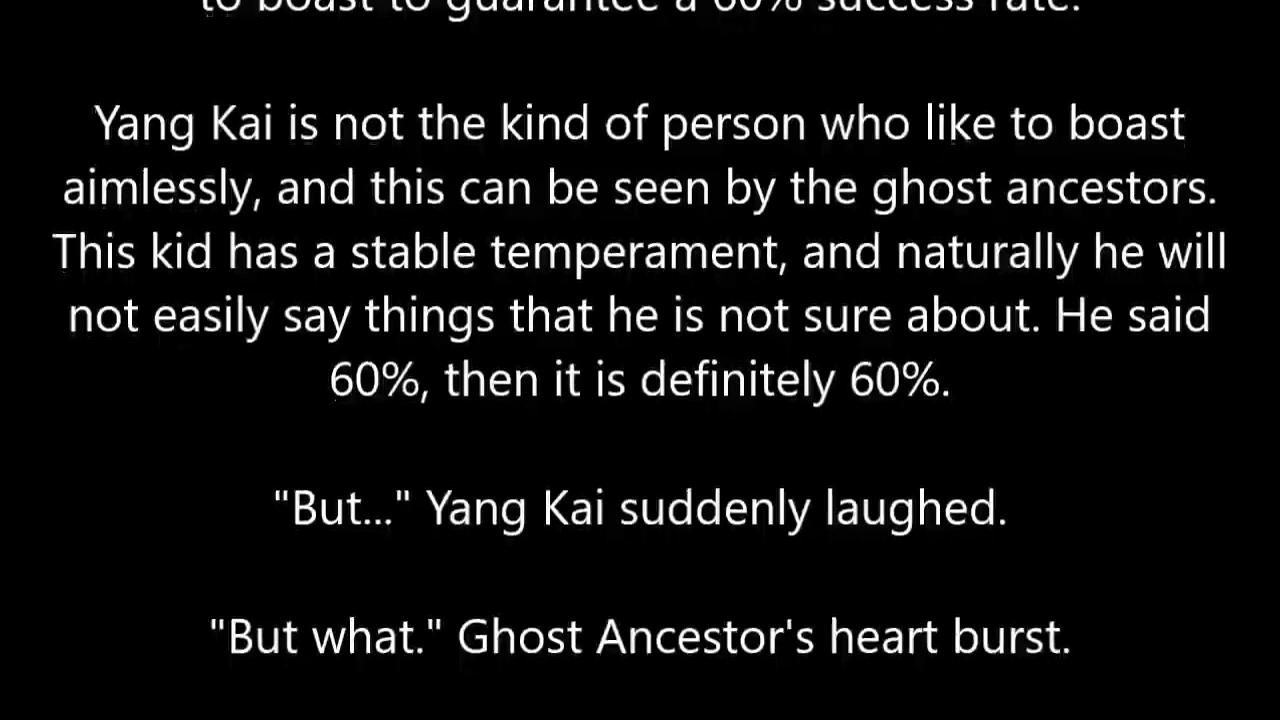 to boast to guarantee a 60% success rate.
Yang Kai is not the kind of person who like to boast
aimlessly, and this can be seen by the ghost ancestors.
This kid has a stable temperament, and naturally he will
not easily say things that he is not sure about. He said
60%, then it is definitely 60%.
"But..." Yang Kai suddenly laughed.
"But what." Ghost Ancestor's heart burst.